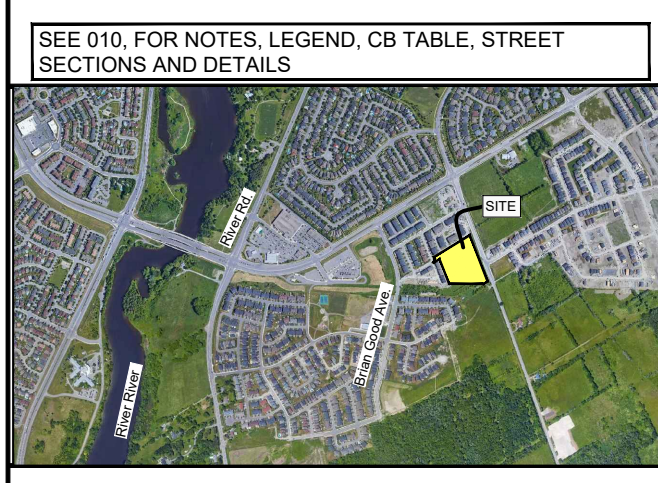 SEE 010, FOR NOTES, LEGEND, CB TABLE, STREET
SECTIONS AND DETAILS
SITE
River Rd.
Brian Good Ave.
River River